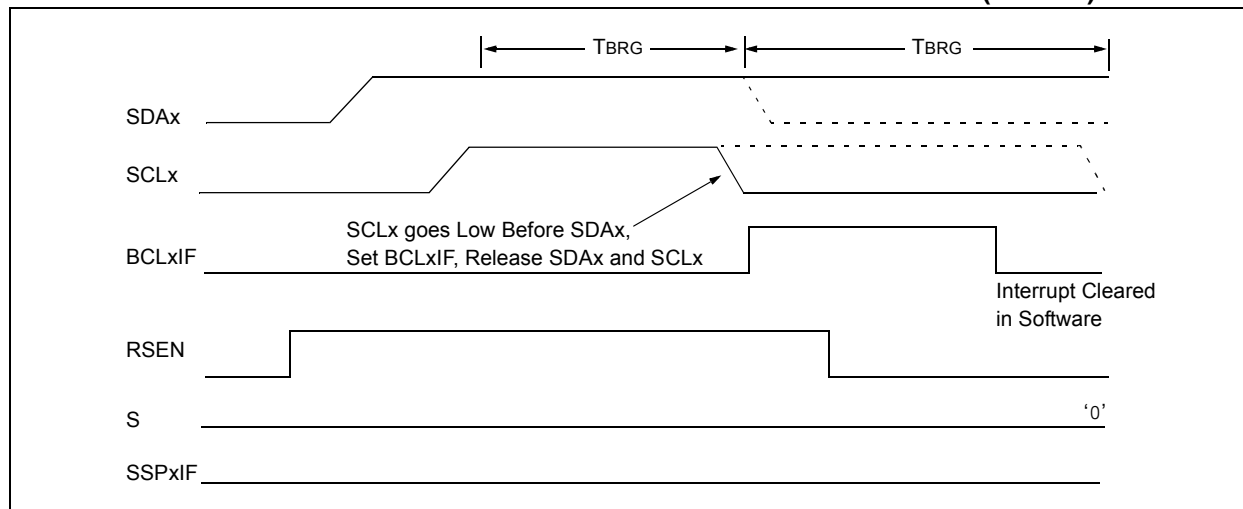 TBRG TBRG
SDAx
SCLx
SCLx goes Low Before SDAx,
Set BCLxIF, Release SDAx and SCLx
BCLxIF
Interrupt Cleared
in Software
RSEN
S
'0'
SSPxIF